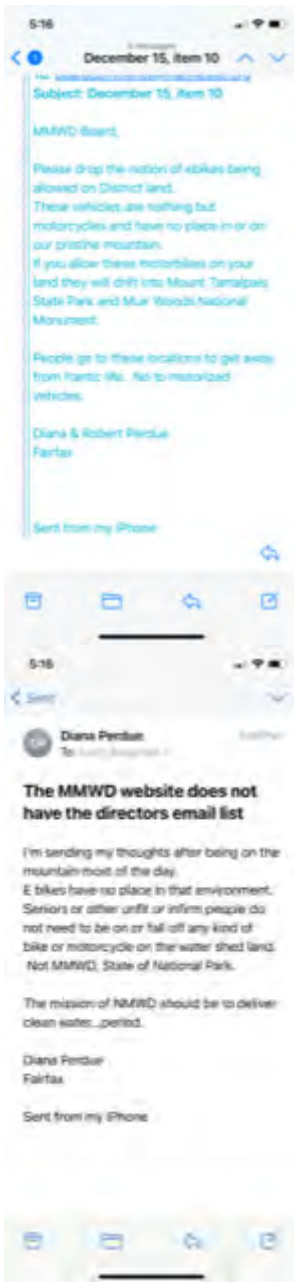 5:16
December 15, item 10
Subject: December 15, item 10
MMWD Board,
Please drop the notion of ebikes being
allowed on District land.
These vehicles are nothing but
motorcycles and have no place in or on
our pristine mountain.
If you allow these motorbikes on your
land they will drift into Mount Tamalpais
State Park and Muir Woods National
Monument.
People go to these locations to get away
from frantic life. No to motorized
vehicles.
Diana & Robert Perdue
Fairfax
Sent from my iPhone
5:16
Sent
Diana Perdue
To
The MMWD website does not
have the directors email list
I'm sending my thoughts after being on the
mountain most of the day.
E bikes have no place in that environment.
Seniors or other unfit or infirm people do
not need to be on or fall off any kind of
bike or motorcycle on the water shed land.
Not MMWD, State of National Park.
The mission of NMWD should be to deliver
clean water...period.
Diana Perdue
Fairfax
Sent from my iPhone